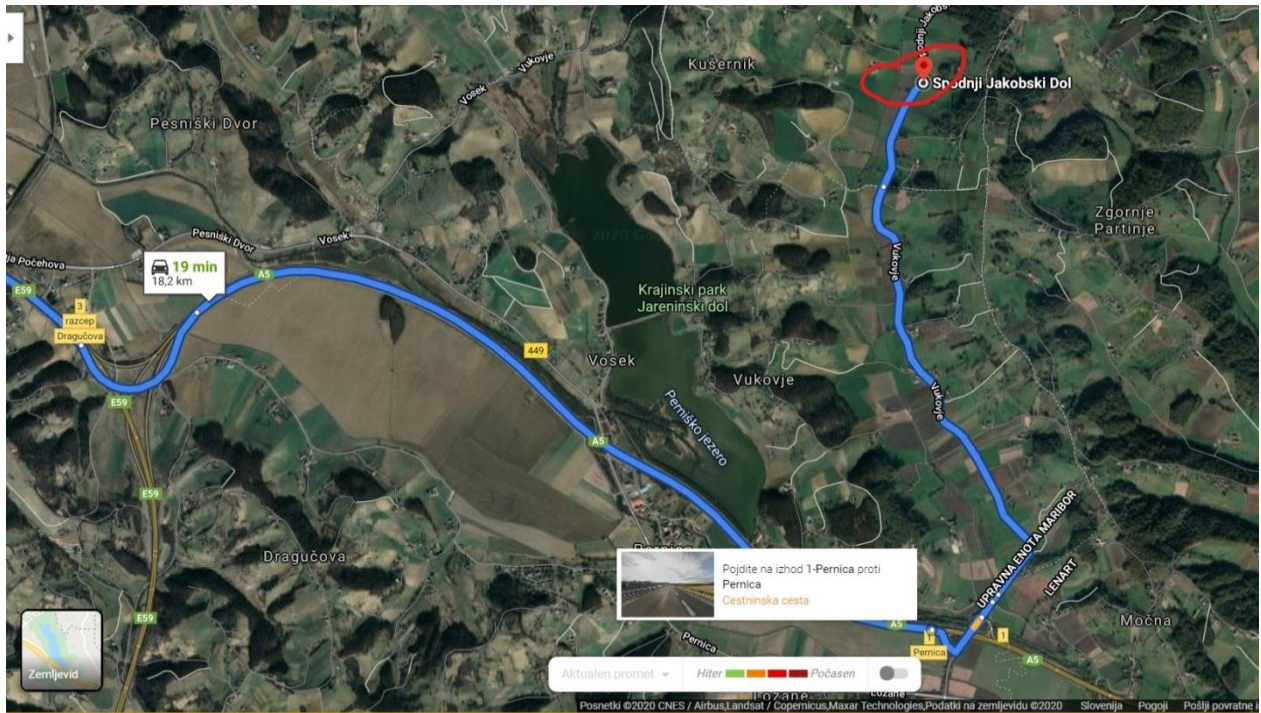 Spodnji Jakobski Dol
Kušernik
Vukovje
Vosek
Pesniški Dvor
Zgornje
Partinje
Pesniški Dvor
Vosek
19 min
18,2 km
A5
E59
3
razcep
Dragučova
Krajinski park
Jareninski dol
Vukovje
449
Vosek
Vukovje
Vukovje
Perniško jezero
E59
A5
E59
UPRAVNA ENOTA MARIBOR
LENART
Dragučova
Pojdite na izhod 1-Pernica proti
Pernica
Cestninska cesta
E59
Močna
A5
1
Pernica
1
A5
Pernica
Zemljevid
Aktualen promet
Hiter
Počasen
Ložane
Ložane
Posnetki ©2020 CNES / Airbus,Landsat / Copernicus,Maxar Technologies,Podatki na zemljevidu ©2020 Slovenija Pogoji